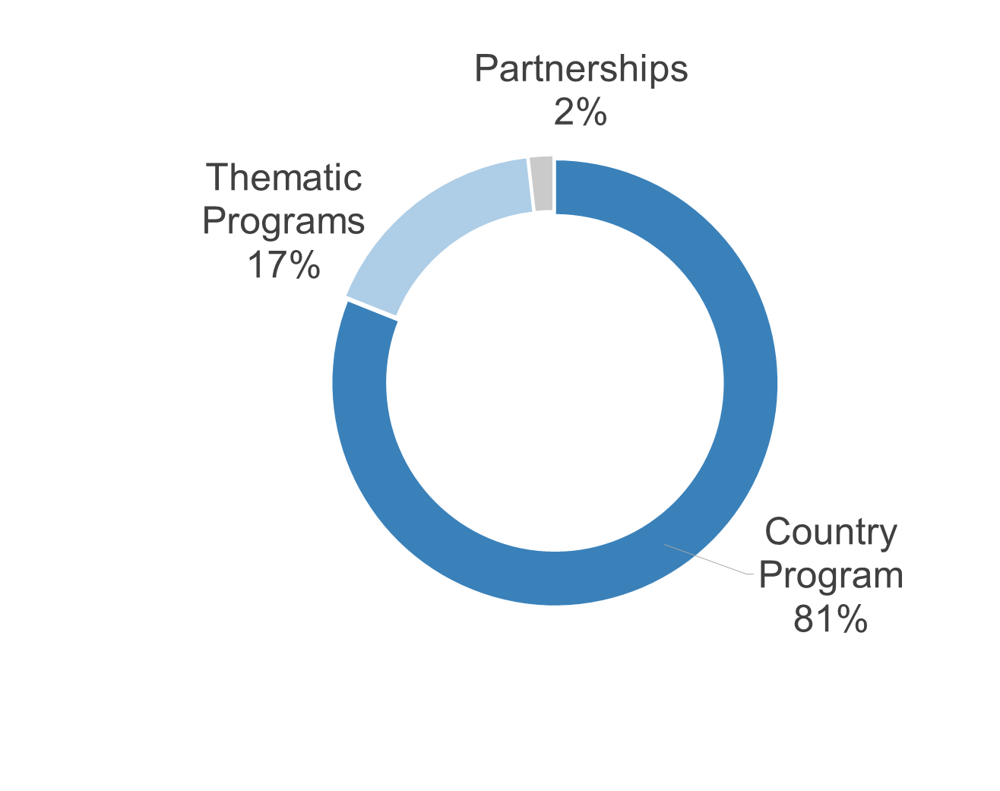 Partnerships
2%
Thematic
Programs
17%
Country
Program
81%